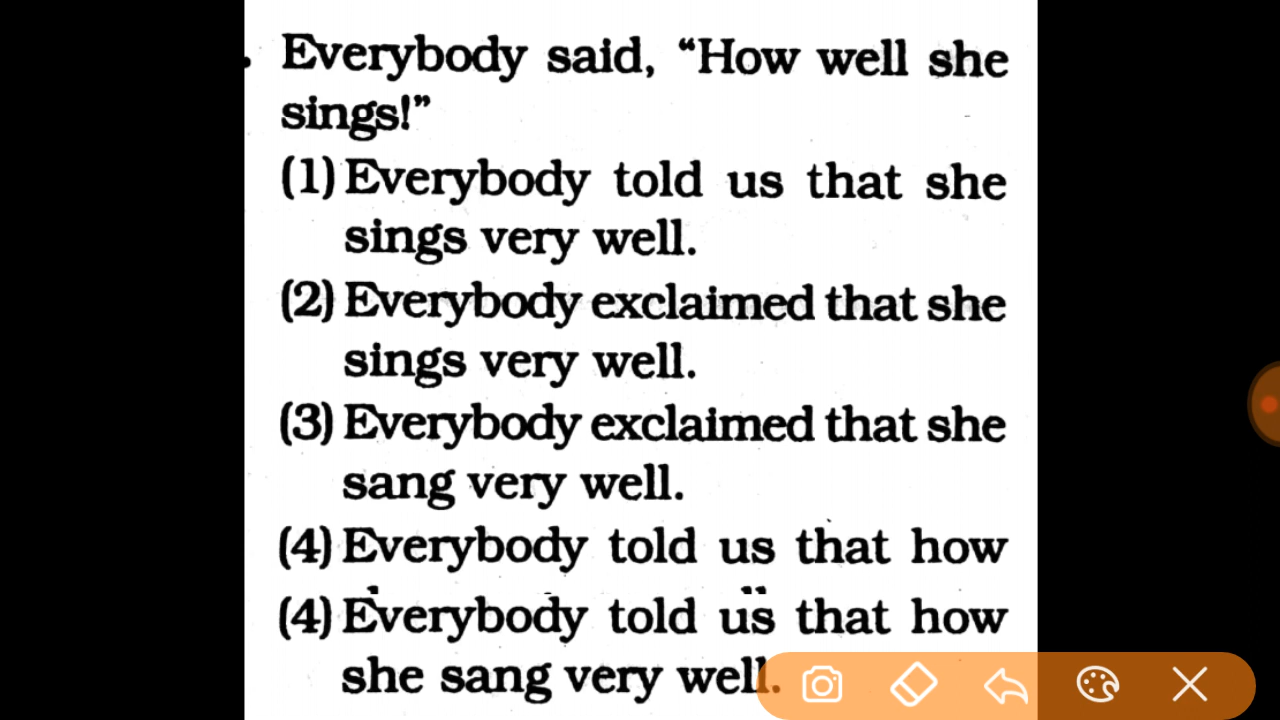 . Everybody said, “How well she
sings!”
(1) Everybody told us that she
sings very well.
(2) Everybody exclaimed that she
sings very well.
(3) Everybody exclaimed that she
sang very well.
(4) Everybody told us that how
(4) Everybody told us that how
she sang very well.